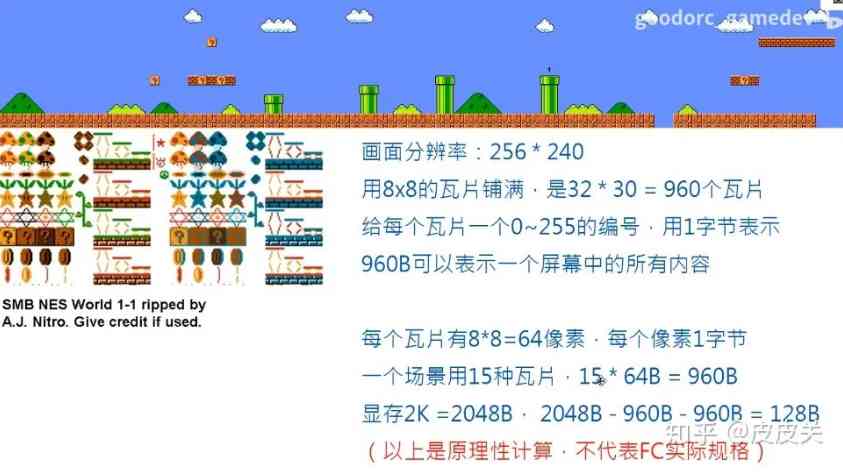 goodorc_gamedev
画面分辨率：256 * 240
用8x8的瓦片铺满，是32 * 30 = 960个瓦片
给每个瓦片一个0~255的编号，用1字节表示
960B可以表示一个屏幕中的所有内容
SMB NES World 1-1 ripped by
A.J. Nitro. Give credit if used.
每个瓦片有8*8=64像素，每个像素1字节
一个场景用15种瓦片，15 * 64B = 960B
显存2K =2048B， 2048B - 960B - 960B = 128B
（以上是原理性计算，不代表FC实际规格）
知乎 @皮皮关